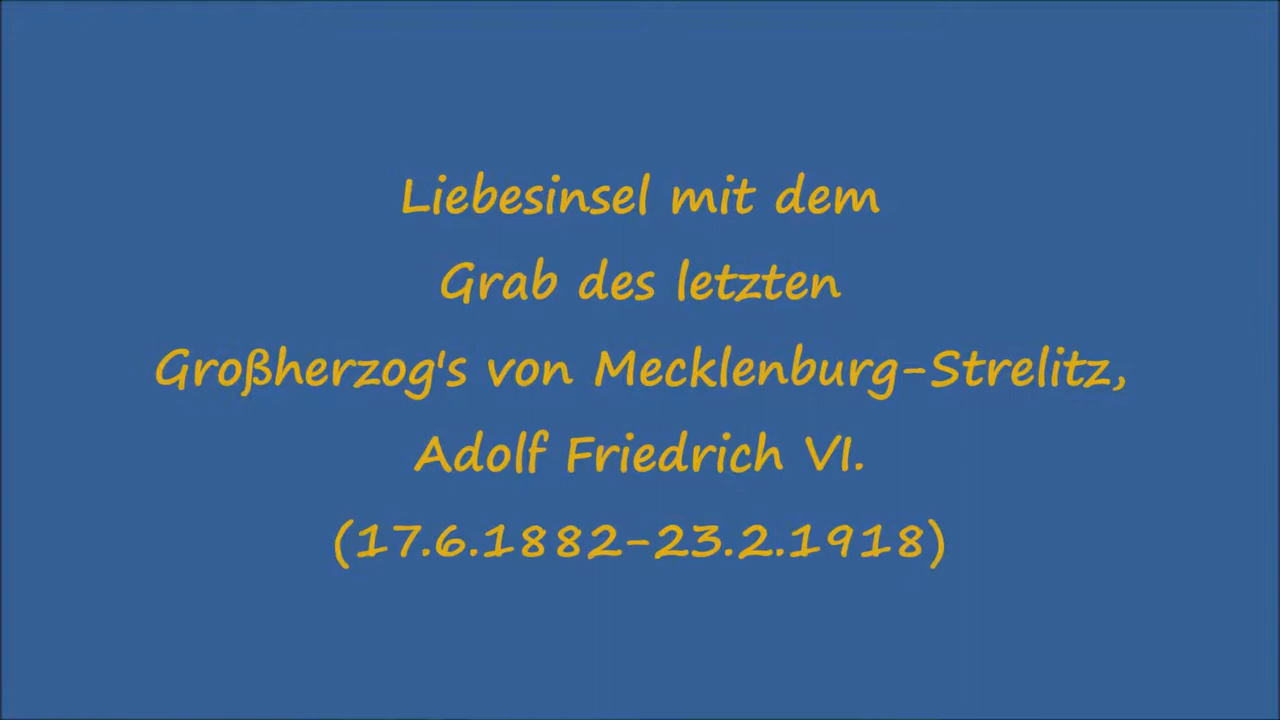 Liebesinsel mit dem
Grab des letzten
Großherzog's von Mecklenburg-Strelitz,
Adolf Friedrich VI.
(17.6.1882-23.2.1918)